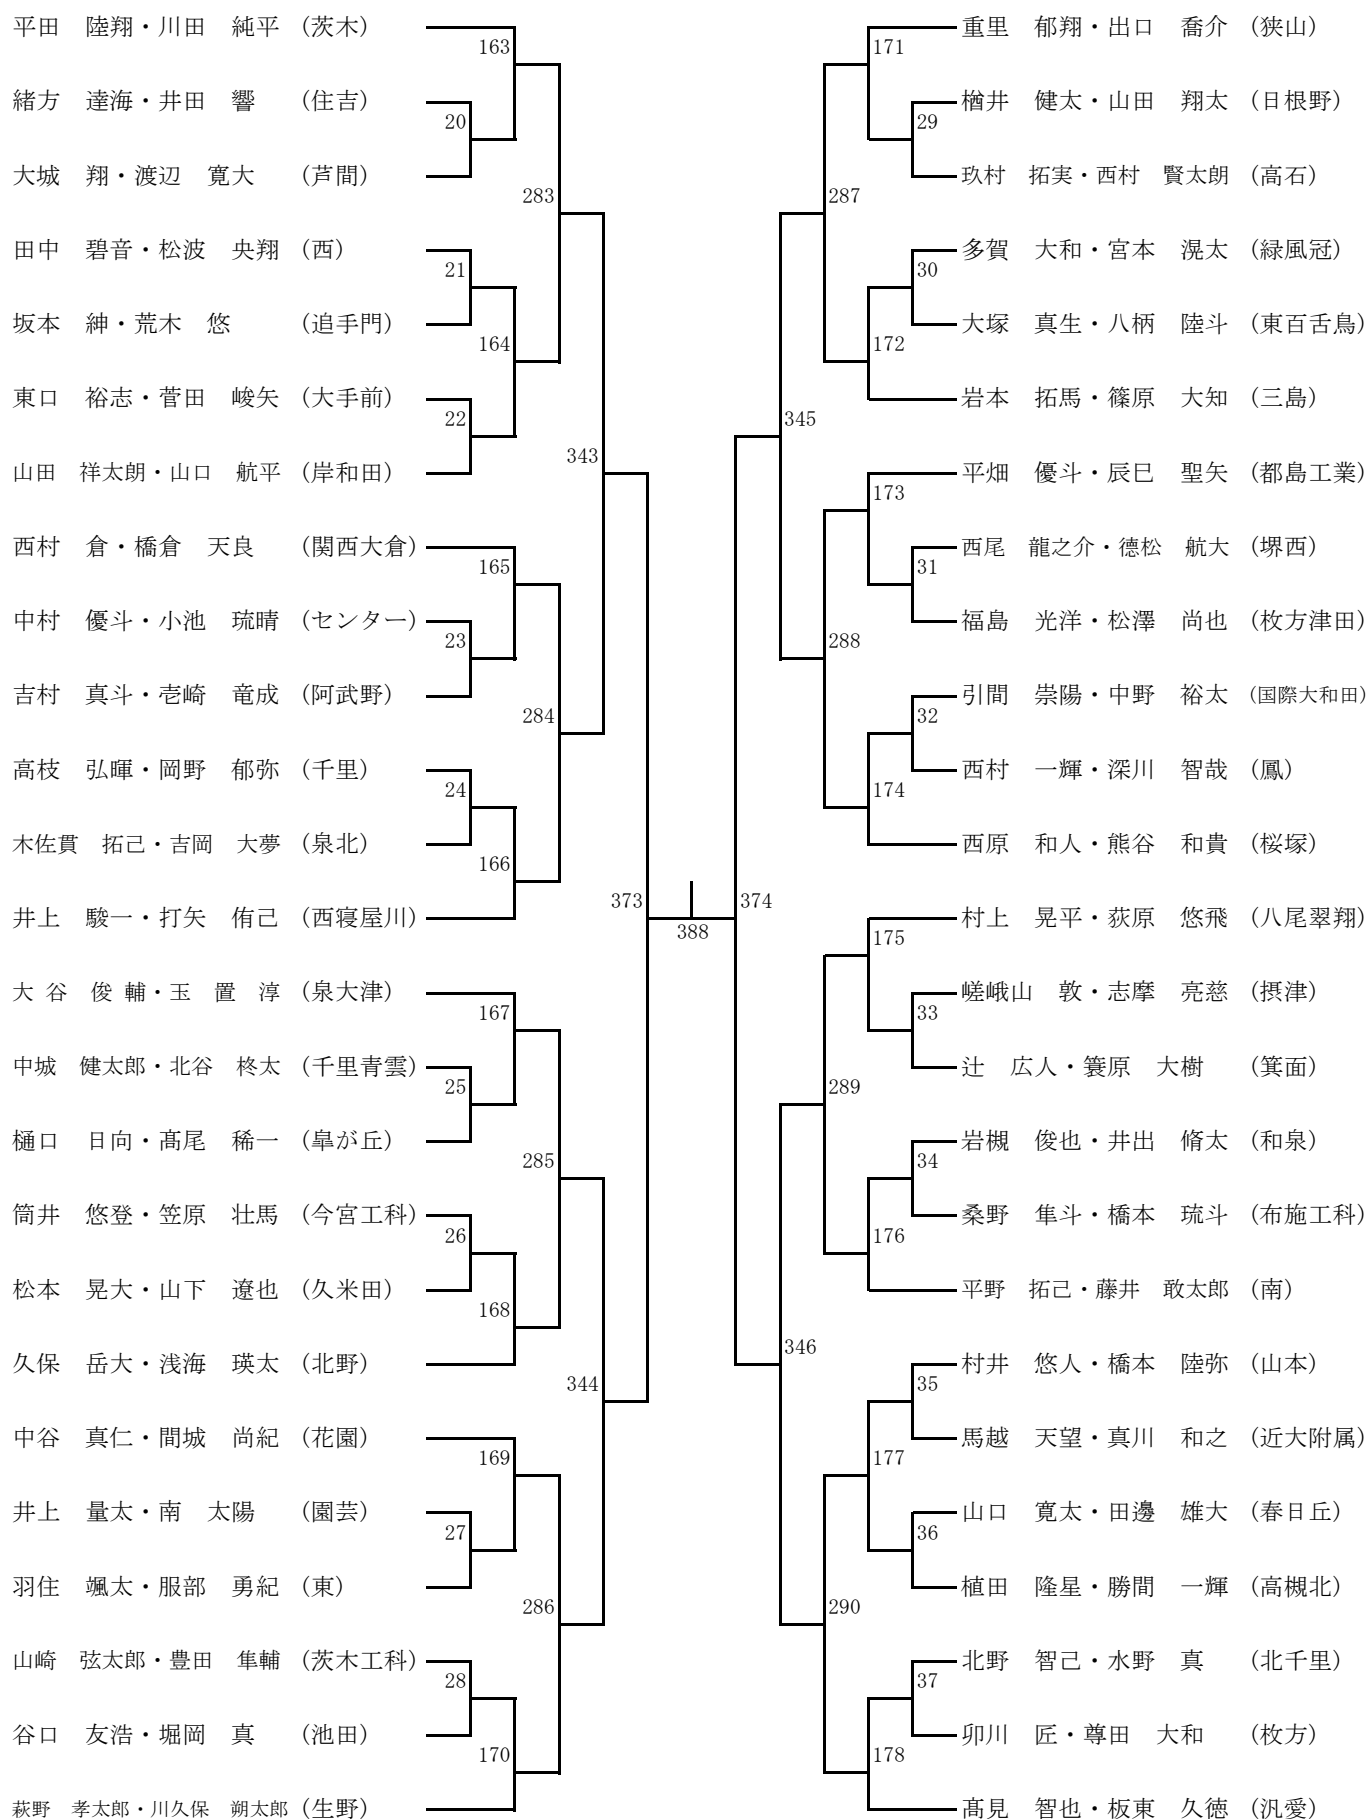 平田　陸翔・川田　純平（茨木）
163
緒方　達海・井田　響　（住吉）
20
大城　翔・渡辺　寛大　（芦間）
283
田中　碧音・松波　央翔（西）
21
坂本　紳・荒木　悠　（追手門）
164
東口　裕志・菅田　峻矢（大手前）
22
343
山田　祥太朗・山口　航平（岸和田）
西村　倉・橋倉　天良　（関西大倉）
165
中村　優斗・小池　琉晴（センター）
23
吉村　真斗・壱崎　竜成（阿武野）
284
高枝　弘暉・岡野　郁弥（千里）
24
木佐貫　拓己・吉岡　大夢（泉北）
166
井上　駿一・打矢　侑己（西寝屋川）
373
大谷　俊輔・玉置　淳（泉大津）
167
中城　健太郎・北谷　柊太（千里青雲）
25
樋口　日向・髙尾　稀一（皐が丘）
285
筒井　悠登・笠原　壮馬（今宮工科）
26
松本　晃大・山下　遼也（久米田）
168
久保　岳大・浅海　瑛太（北野）
344
中谷　真仁・間城　尚紀（花園）
169
井上　量太・南　太陽　（園芸）
27
羽住　颯太・服部　勇紀（東）
286
山崎　弦太郎・豊田　隼輔（茨木工科）
28
谷口　友浩・堀岡　真　（池田）
170
萩野　孝太郎・川久保　朔太郎（生野）
388
重里　郁翔・出口　喬介（狭山）
171
楢井　健太・山田　翔太（日根野）
29
玖村　拓実・西村　賢太朗（高石）
287
多賀　大和・宮本　滉太（緑風冠）
30
大塚　真生・八柄　陸斗（東百舌鳥）
172
岩本　拓馬・篠原　大知（三島）
345
平畑　優斗・辰巳　聖矢（都島工業）
173
西尾　龍之介・徳松　航大（堺西）
31
福島　光洋・松澤　尚也（枚方津田）
288
引間　崇陽・中野　裕太（国際大和田）
32
西村　一輝・深川　智哉（鳳）
174
西原　和人・熊谷　和貴（桜塚）
374
村上　晃平・荻原　悠飛（八尾翠翔）
175
嵯峨山　敦・志摩　亮慈（摂津）
33
辻　広人・簑原　大樹　（箕面）
289
岩槻　俊也・井出　脩太（和泉）
34
桑野　隼斗・橋本　琉斗（布施工科）
176
平野　拓己・藤井　敢太郎（南）
346
村井　悠人・橋本　陸弥（山本）
35
馬越　天望・真川　和之（近大附属）
177
山口　寛太・田邊　雄大（春日丘）
36
植田　隆星・勝間　一輝（高槻北）
290
北野　智己・水野　真　（北千里）
37
卯川　匠・尊田　大和　（枚方）
178
髙見　智也・板東　久徳（汎愛）